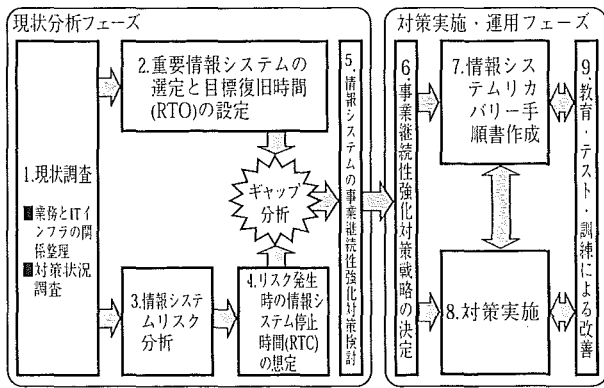 現状分析フェーズ
1.現状調査
■業務とITイ
ンフラの関
係整理
■対策状況
調査
2.重要情報システムの
選定と目標復旧時間
(RTO)の設定
ギャップ
分析
3.情報システ
ムリスク
分析
4.リスク発生
時の情報シ
ステム停止
時間(RTC)
の想定
5.情報システムの事業継続性強化対策検討
対策実施・運用フェーズ
6.事業継続性強化対策戦略の決定
7.情報シス
テムリカ
バリー手
順書作成
8.対策実施
9.教育・テスト・訓練による改善